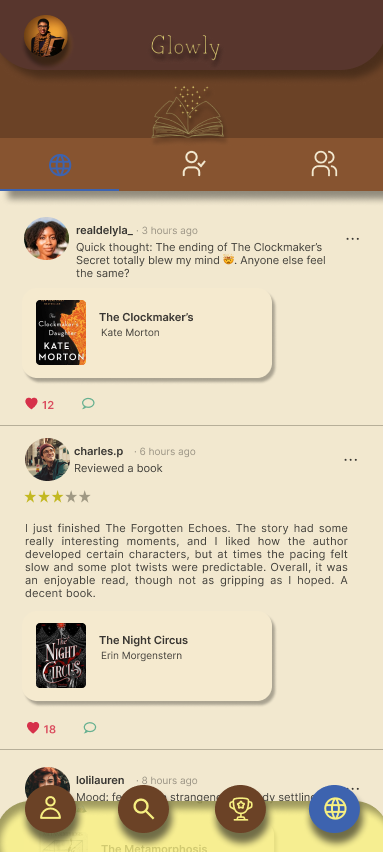 Glowly
realdelyla_ · 3 hours ago
Quick thought: The ending of The Clockmaker's
Secret totally blew my mind 🤯. Anyone else feel
the same?
The
Clockmaker's
Daughter
KATE
MORTON
The Clockmaker's
Kate Morton
12
charles.p · 6 hours ago
Reviewed a book
I just finished The Forgotten Echoes. The story had some
really interesting moments, and I liked how the author
developed certain characters, but at times the pacing felt
slow and some plot twists were predictable. Overall, it was
an enjoyable read, though not as gripping as I hoped. A
decent book.
The
NIGHT
CIRCUS
The Night Circus
Erin Morgenstern
18
lolilauren · 8 hours ago
Mood: strangen settling
The Metamorphosis